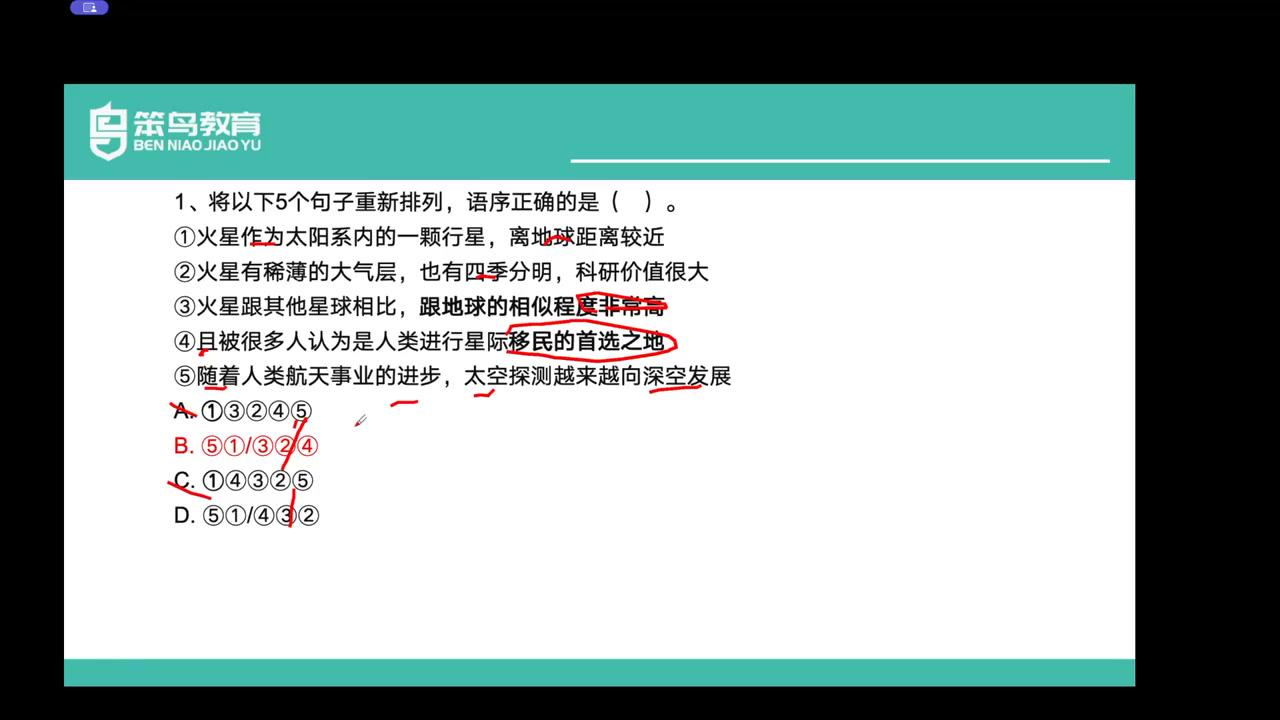 笨鸟教育
BEN NIAO JIAO YU
1、将以下5个句子重新排列，语序正确的是（ ）。
①火星作为太阳系内的一颗行星，离地球距离较近
②火星有稀薄的大气层，也有四季分明，科研价值很大
③火星跟其他星球相比，跟地球的相似程度非常高
④且被很多人认为是人类进行星际移民的首选之地
⑤随着人类航天事业的进步，太空探测越来越向深空发展
A. ①③②④⑤
B. ⑤①/③②④
C. ①④③②⑤
D. ⑤①/④③②